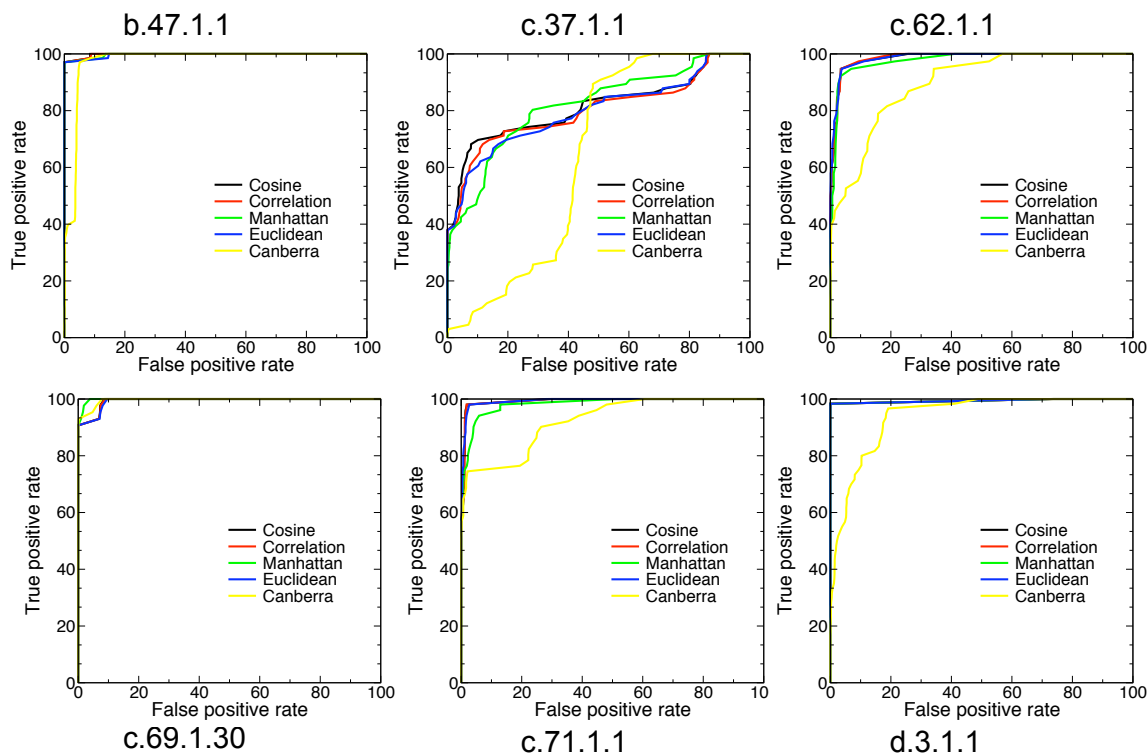 b.47.1.1
c.37.1.1
c.62.1.1
True positive rate
100
80
60
40
20
0
Cosine
Correlation
Manhattan
Euclidean
Canberra
0 20 40 60 80 100
False positive rate
True positive rate
100
80
60
40
20
0
Cosine
Correlation
Manhattan
Euclidean
Canberra
0 20 40 60 80 100
False positive rate
True positive rate
100
80
60
40
20
0
Cosine
Correlation
Manhattan
Euclidean
Canberra
0 20 40 60 80 100
False positive rate
True positive rate
100
80
60
40
20
0
Cosine
Correlation
Manhattan
Euclidean
Canberra
0 20 40 60 80 100
False positive rate
True positive rate
100
80
60
40
20
0
Cosine
Correlation
Manhattan
Euclidean
Canberra
0 20 40 60 80 10
False positive rate
True positive rate
100
80
60
40
20
0
Cosine
Correlation
Manhattan
Euclidean
Canberra
0 20 40 60 80 100
False positive rate
c.69.1.30
c.71.1.1
d.3.1.1